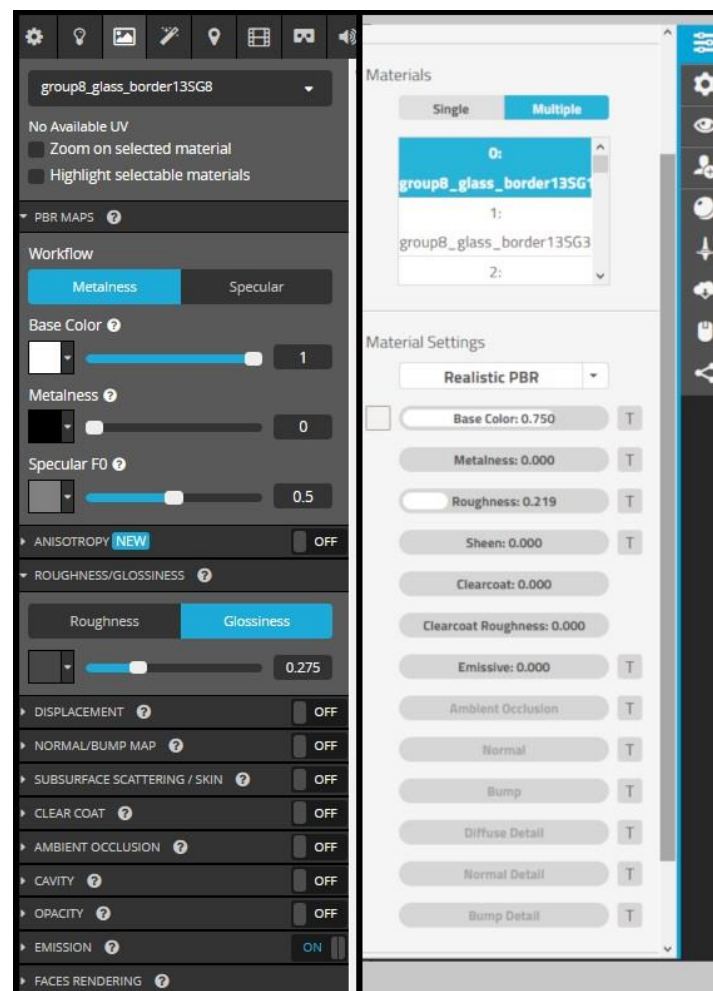 group8_glass_border13SG8
No Available UV
Zoom on selected material
Highlight selectable materials
PBR MAPS ?
Workflow
Metalness Specular
Base Color ?
1
Metalness ?
0
Specular F0 ?
0.5
ANISOTROPY NEW OFF
ROUGHNESS/GLOSSINESS ?
Roughness Glossiness
0.275
DISPLACEMENT ? OFF
NORMAL/BUMP MAP ? OFF
SUBSURFACE SCATTERING / SKIN ? OFF
CLEAR COAT ? OFF
AMBIENT OCCLUSION ? OFF
CAVITY ? OFF
OPACITY ? OFF
EMISSION ? ON
FACES RENDERING ?
Materials
Single Multiple
0:
group8_glass_border13SG1
1:
group8_glass_border13SG3
2:
Material Settings
Realistic PBR
Base Color: 0.750 T
Metalness: 0.000 T
Roughness: 0.219 T
Sheen: 0.000 T
Clearcoat: 0.000
Clearcoat Roughness: 0.000
Emissive: 0.000 T
Ambient Occlusion T
Normal T
Bump T
Diffuse Detail T
Normal Detail T
Bump Detail T